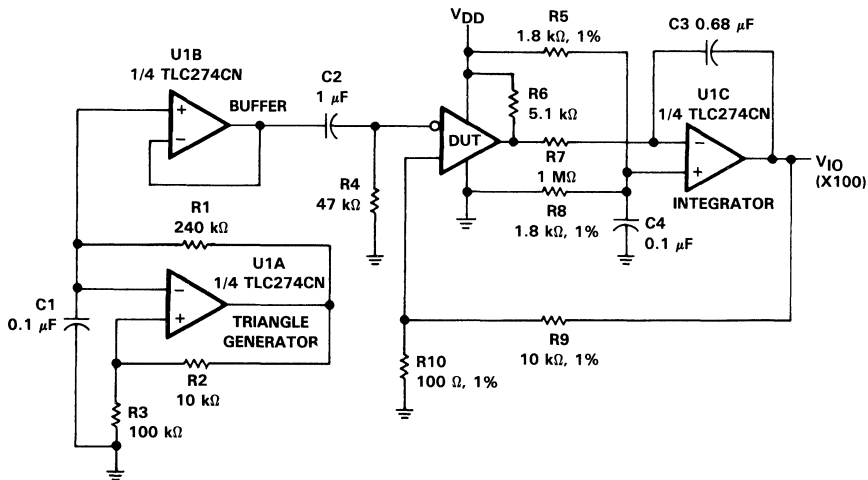 VDD
R5
1.8 kΩ, 1%
C3 0.68 μF
U1B
1/4 TLC274CN
C2
1 μF
BUFFER
+
−
R6
5.1 kΩ
U1C
1/4 TLC274CN
DUT
−
+
VIO
(X100)
R7
1 MΩ
R4
47 kΩ
R8
1.8 kΩ, 1%
INTEGRATOR
C4
0.1 μF
R1
240 kΩ
U1A
1/4 TLC274CN
−
+
C1
0.1 μF
TRIANGLE
GENERATOR
R2
10 kΩ
R3
100 kΩ
R9
10 kΩ, 1%
R10
100 Ω, 1%